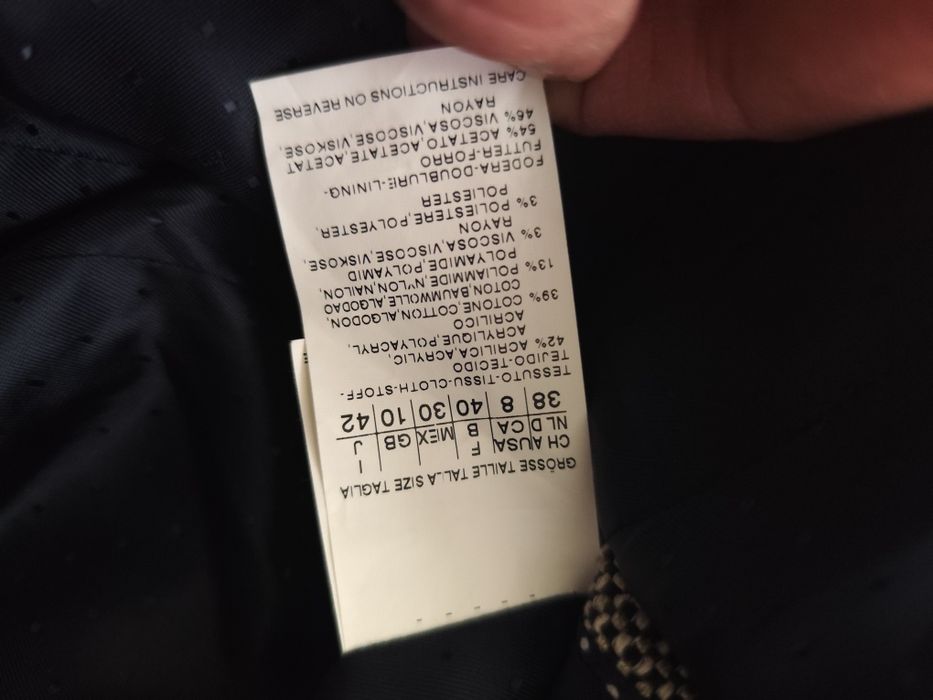 GRÖSSE TAILLE TALLA SIZE TAGLIA
CH A USA F MEX GB I
NL D CA B J
38 8 40 30 10 42
TESSUTO-TISSU-CLOTH-STOFF-
TEJIDO-TECIDO
42% ACRILICA,ACRYLIC,
ACRYLIQUE,POLYACRYL,
ACRILICO
39% COTONE,COTTON,ALGODON,
COTON,BAUMWOLLE,ALGODAO
13% POLIAMMIDE,NYLON,NAILON,
POLYAMIDE,POLYAMID
3% VISCOSA,VISCOSE,VISKOSE,
RAYON
3% POLIESTERE,POLYESTER,
POLIESTER
FODERA-DOUBLURE-LINING-
FUTTER-FORRO
54% ACETATO,ACETATE,ACETAT
46% VISCOSA,VISCOSE,VISKOSE,
RAYON
CARE INSTRUCTIONS ON REVERSE